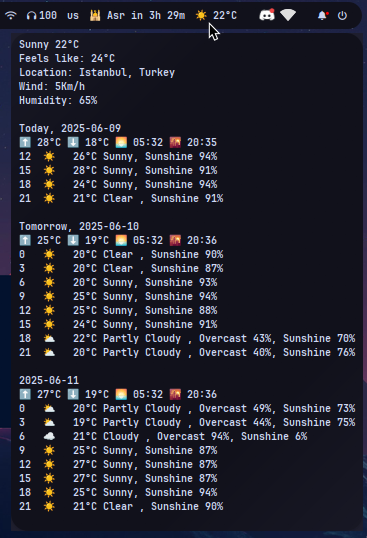 100 us 🕌 Asr in 3h 29m ☀️ 22°C
Sunny 22°C
Feels like: 24°C
Location: Istanbul, Turkey
Wind: 5Km/h
Humidity: 65%
Today, 2025-06-09
⬆️ 28°C ⬇️ 18°C 🌅 05:32 🌇 20:35
12 ☀️ 26°C Sunny, Sunshine 94%
15 ☀️ 28°C Sunny, Sunshine 91%
18 ☀️ 24°C Sunny, Sunshine 94%
21 ☀️ 21°C Clear , Sunshine 91%
Tomorrow, 2025-06-10
⬆️ 25°C ⬇️ 19°C 🌅 05:32 🌇 20:36
0 ☀️ 20°C Clear , Sunshine 90%
3 ☀️ 20°C Clear , Sunshine 87%
6 ☀️ 20°C Sunny, Sunshine 93%
9 ☀️ 25°C Sunny, Sunshine 94%
12 ☀️ 25°C Sunny, Sunshine 88%
15 ☀️ 24°C Sunny, Sunshine 91%
18 ⛅ 22°C Partly Cloudy , Overcast 43%, Sunshine 70%
21 ⛅ 20°C Partly Cloudy , Overcast 40%, Sunshine 76%
2025-06-11
⬆️ 27°C ⬇️ 19°C 🌅 05:32 🌇 20:36
0 ⛅ 20°C Partly Cloudy , Overcast 49%, Sunshine 73%
3 ⛅ 19°C Partly Cloudy , Overcast 44%, Sunshine 75%
6 ☁️ 21°C Cloudy , Overcast 94%, Sunshine 6%
9 ☀️ 25°C Sunny, Sunshine 87%
12 ☀️ 27°C Sunny, Sunshine 87%
15 ☀️ 27°C Sunny, Sunshine 87%
18 ☀️ 25°C Sunny, Sunshine 94%
21 ☀️ 21°C Clear , Sunshine 90%